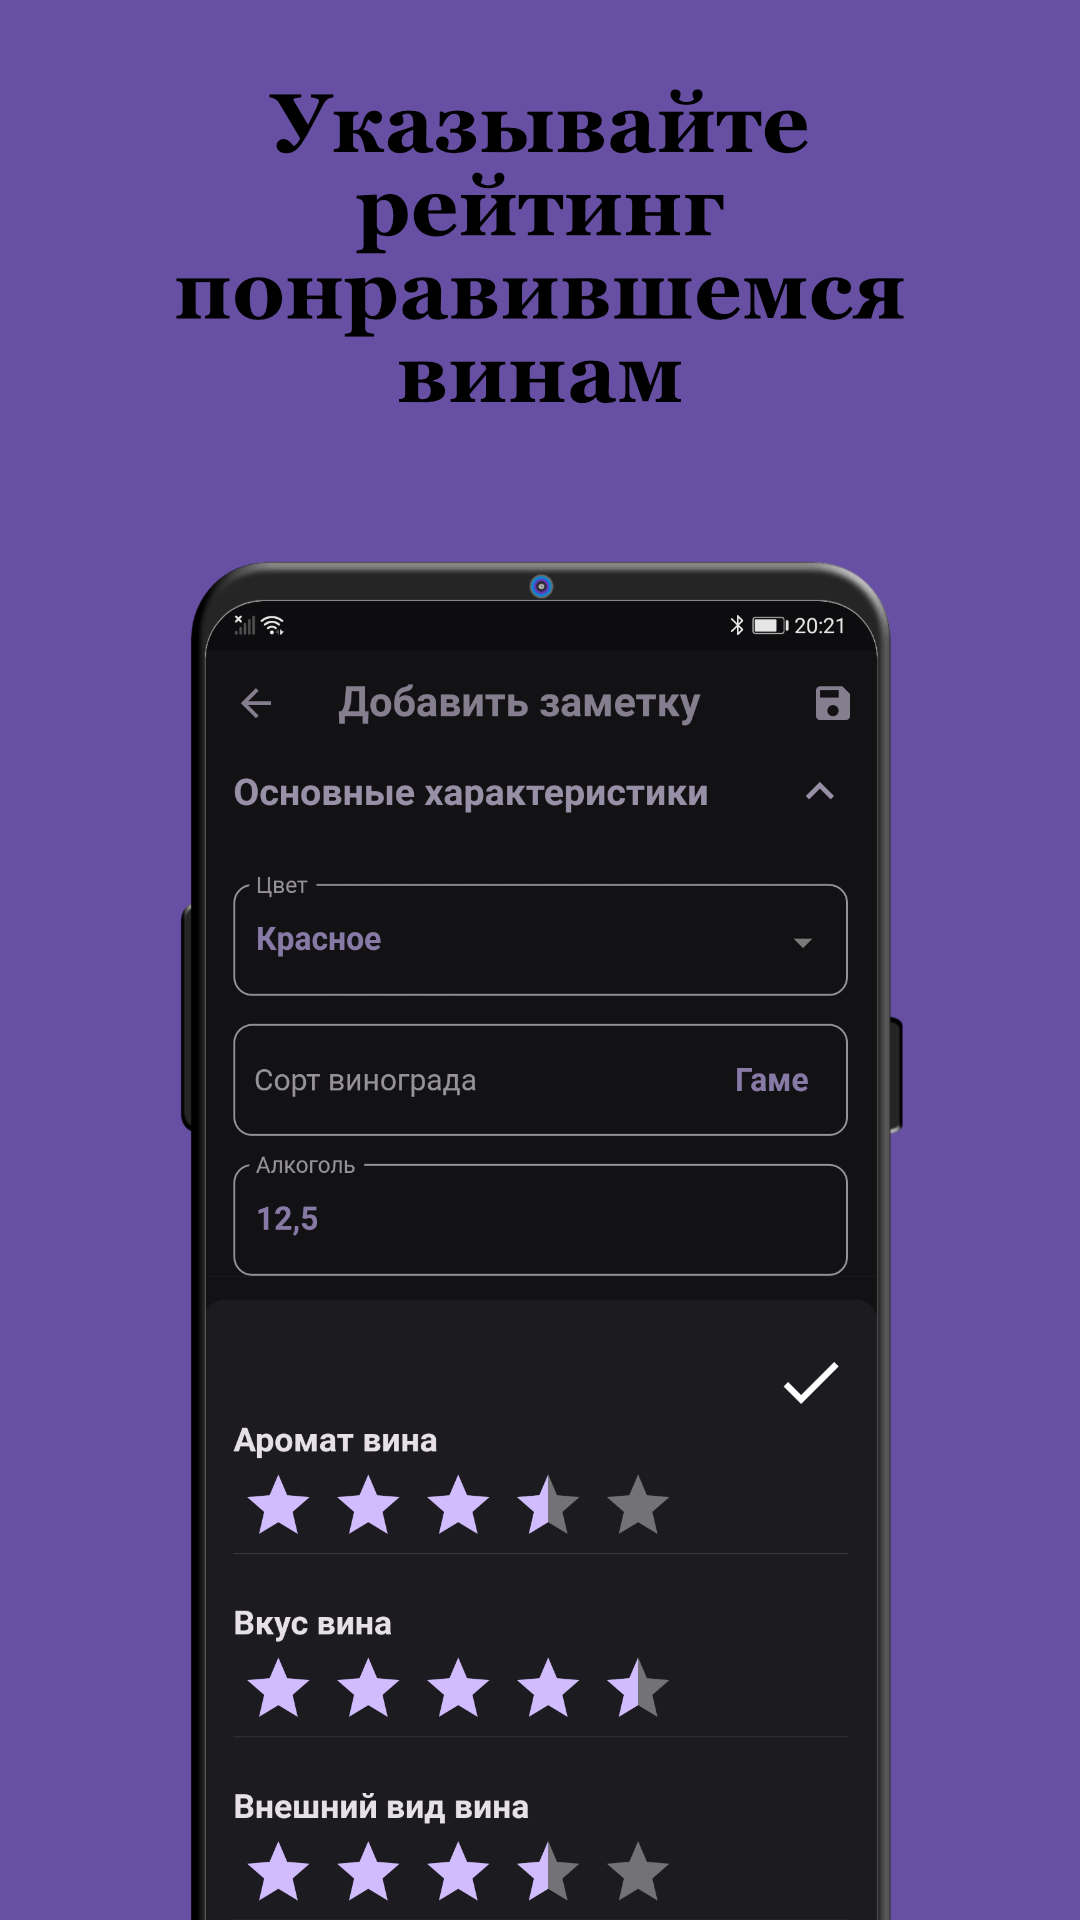 Указывайте
рейтинг
понравившемся
винам
20:21
Добавить заметку
Основные характеристики
Цвет
Красное
Сорт винограда Гаме
Алкоголь
12,5
Аромат вина
Вкус вина
Внешний вид вина